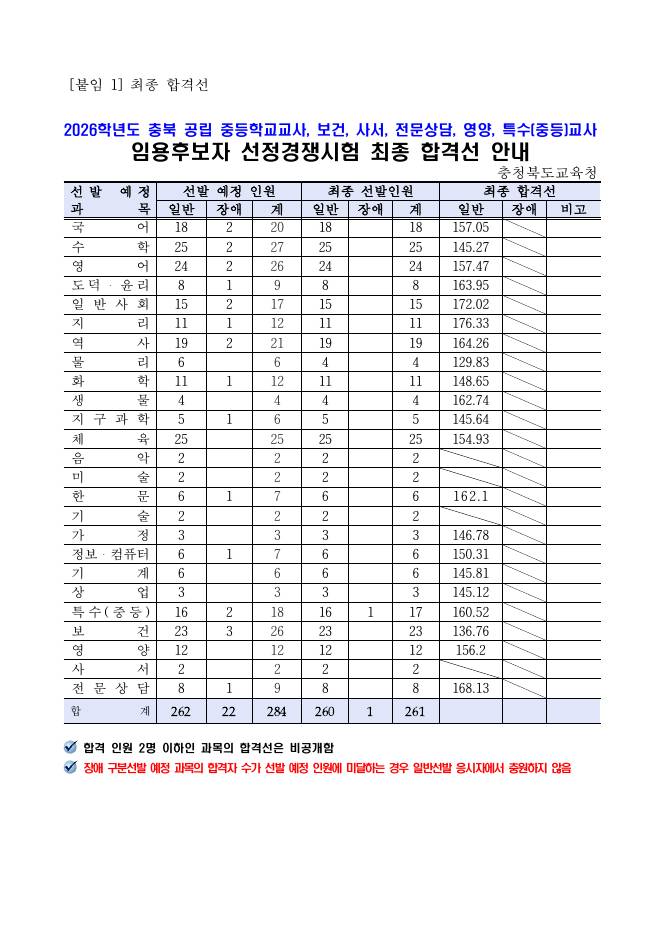 [붙임 1] 최종 합격선
2026학년도 충북 공립 중등학교교사, 보건, 사서, 전문상담, 영양, 특수(중등)교사
임용후보자 선정경쟁시험 최종 합격선 안내
충청북도교육청
선발 예정 선발 예정 인원 최종 선발인원 최종 합격선
과 목 일반 장애 계 일반 장애 계 일반 장애 비고
국 어 18 2 20 18 18 157.05
수 학 25 2 27 25 25 145.27
영 어 24 2 26 24 24 157.47
도덕·윤리 8 1 9 8 8 163.95
일반사회 15 2 17 15 15 172.02
지 리 11 1 12 11 11 176.33
역 사 19 2 21 19 19 164.26
물 리 6 6 4 4 129.83
화 학 11 1 12 11 11 148.65
생 물 4 4 4 4 162.74
지구과학 5 1 6 5 5 145.64
체 육 25 25 25 25 154.93
음 악 2 2 2 2
미 술 2 2 2 2
한 문 6 1 7 6 6 162.1
기 술 2 2 2 2
가 정 3 3 3 3 146.78
정보·컴퓨터 6 1 7 6 6 150.31
기 계 6 6 6 6 145.81
상 업 3 3 3 3 145.12
특수(중등) 16 2 18 16 1 17 160.52
보 건 23 3 26 23 23 136.76
영 양 12 12 12 12 156.2
사 서 2 2 2 2
전문상담 8 1 9 8 8 168.13
합 계 262 22 284 260 1 261
합격 인원 2명 이하인 과목의 합격선은 비공개함
장애 구분선발 예정 과목의 합격자 수가 선발 예정 인원에 미달하는 경우 일반선발 응시자에서 충원하지 않음